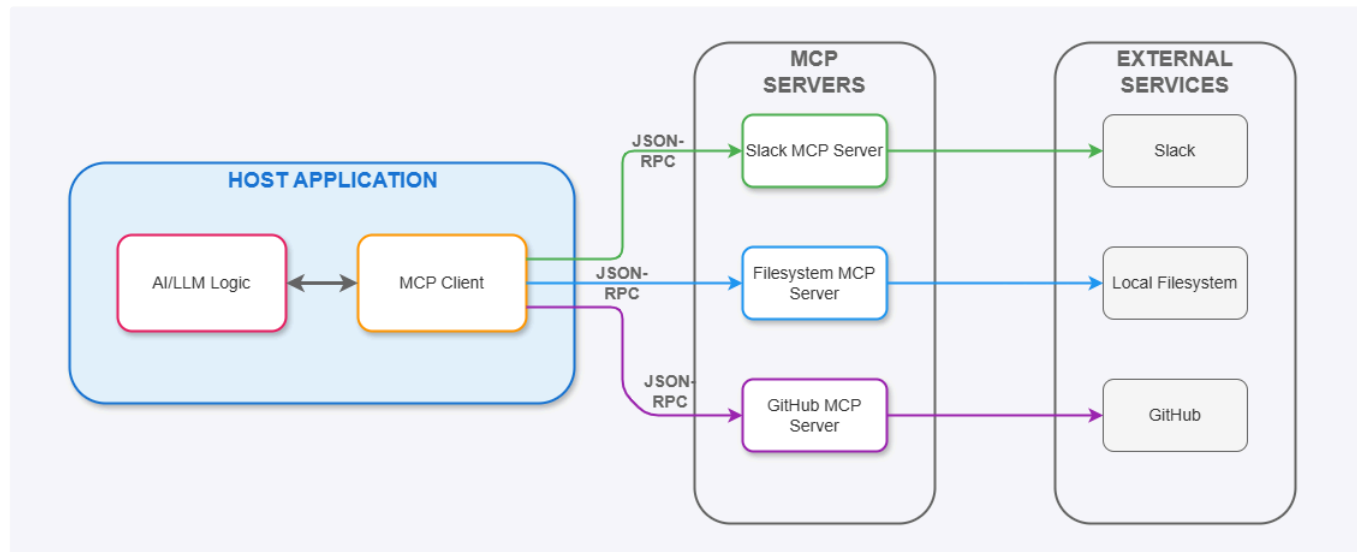 HOST APPLICATION
AI/LLM Logic
MCP Client
JSON-
RPC
JSON-
RPC
JSON-
RPC
MCP
SERVERS
Slack MCP Server
Filesystem MCP
Server
GitHub MCP
Server
EXTERNAL
SERVICES
Slack
Local Filesystem
GitHub